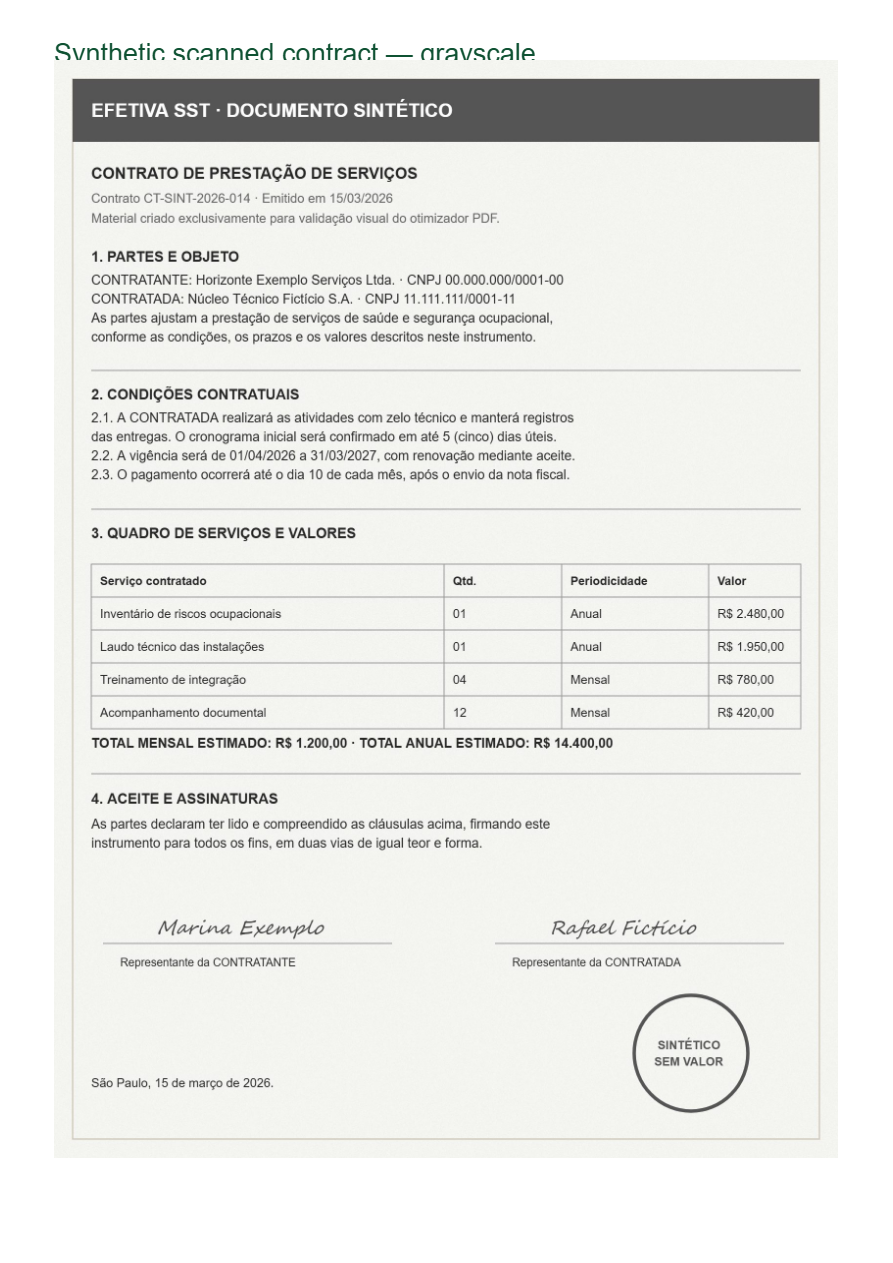 Synthetic scanned contract — grayscale
EFETIVA SST · DOCUMENTO SINTÉTICO
CONTRATO DE PRESTAÇÃO DE SERVIÇOS
Contrato CT-SINT-2026-014 · Emitido em 15/03/2026
Material criado exclusivamente para validação visual do otimizador PDF.
1. PARTES E OBJETO
CONTRATANTE: Horizonte Exemplo Serviços Ltda. · CNPJ 00.000.000/0001-00
CONTRATADA: Núcleo Técnico Fictício S.A. · CNPJ 11.111.111/0001-11
As partes ajustam a prestação de serviços de saúde e segurança ocupacional,
conforme as condições, os prazos e os valores descritos neste instrumento.
2. CONDIÇÕES CONTRATUAIS
2.1. A CONTRATADA realizará as atividades com zelo técnico e manterá registros
das entregas. O cronograma inicial será confirmado em até 5 (cinco) dias úteis.
2.2. A vigência será de 01/04/2026 a 31/03/2027, com renovação mediante aceite.
2.3. O pagamento ocorrerá até o dia 10 de cada mês, após o envio da nota fiscal.
3. QUADRO DE SERVIÇOS E VALORES
Serviço contratado Qtd. Periodicidade Valor
Inventário de riscos ocupacionais 01 Anual R$ 2.480,00
Laudo técnico das instalações 01 Anual R$ 1.950,00
Treinamento de integração 04 Mensal R$ 780,00
Acompanhamento documental 12 Mensal R$ 420,00
TOTAL MENSAL ESTIMADO: R$ 1.200,00 · TOTAL ANUAL ESTIMADO: R$ 14.400,00
4. ACEITE E ASSINATURAS
As partes declaram ter lido e compreendido as cláusulas acima, firmando este
instrumento para todos os fins, em duas vias de igual teor e forma.
Marina Exemplo Rafael Fictício
Representante da CONTRATANTE Representante da CONTRATADA
SINTÉTICO
SEM VALOR
São Paulo, 15 de março de 2026.